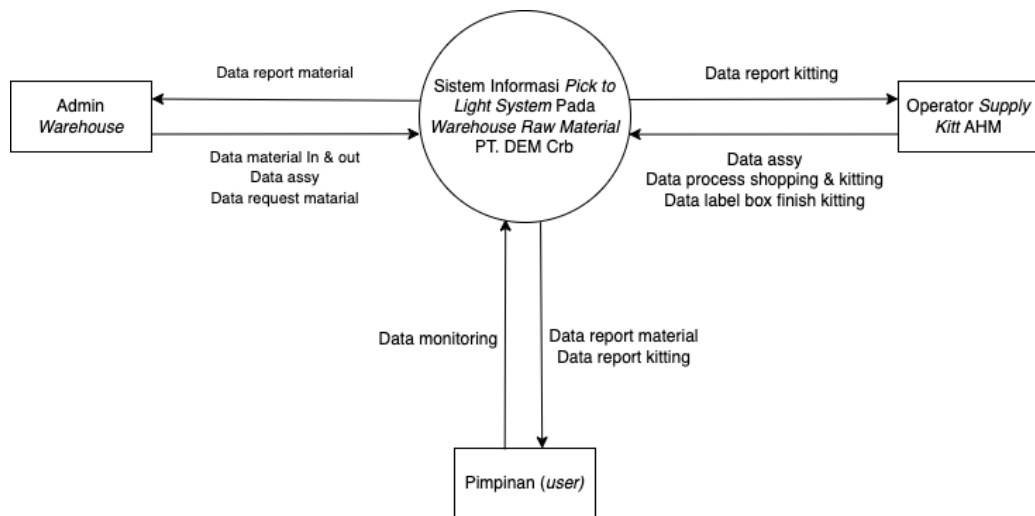 Data report material
Admin
Warehouse
Data material In & out
Data assy
Data request matarial
Sistem Informasi Pick to
Light System Pada
Warehouse Raw Material
PT. DEM Crb
Data report kitting
Operator Supply
Kitt AHM
Data assy
Data process shopping & kitting
Data label box finish kitting
Data monitoring
Data report material
Data report kitting
Pimpinan (user)